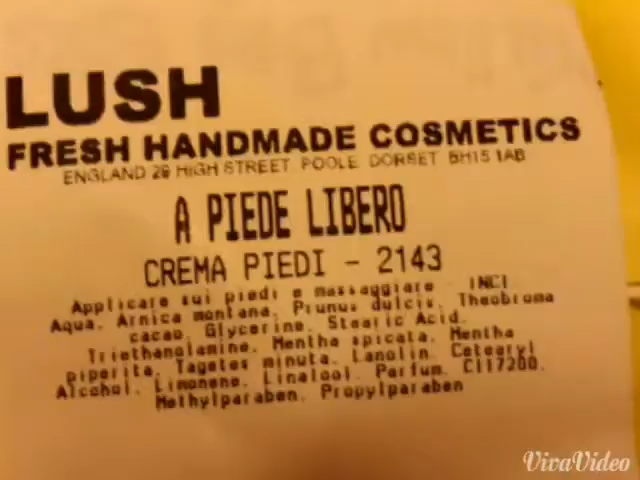 LUSH
FRESH HANDMADE COSMETICS
ENGLAND 29 HIGH STREET POOLE DORSET BH15 1AB
A PIEDE LIBERO
CREMA PIEDI - 2143
Applicare sui piedi e massaggiare INCI
Aqua, Arnica montana, Prunus dulcis, Theobroma
cacao, Glycerine, Stearic Acid,
Triethanolamine, Mentha spicata, Mentha
piperita, Tagetes minuta, Lanolin, Cetearyl
Alcohol, Limonene, Linalool, Parfum, CI17200,
Methylparaben, Propylparaben
VivaVideo